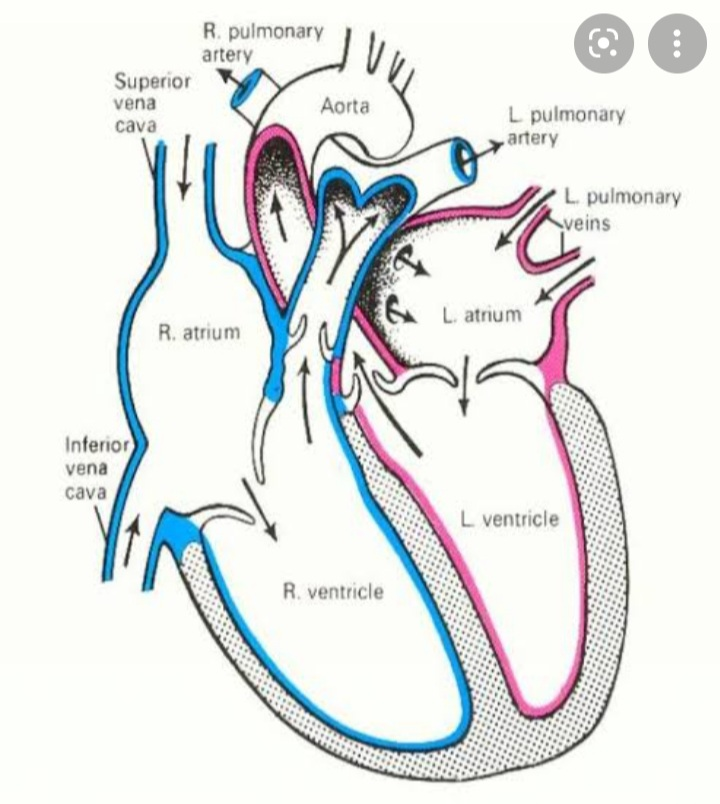 R. pulmonary
artery
Superior
vena
cava
Aorta
L. pulmonary
artery
L. pulmonary
veins
R. atrium
L. atrium
Inferior
vena
cava
L. ventricle
R. ventricle